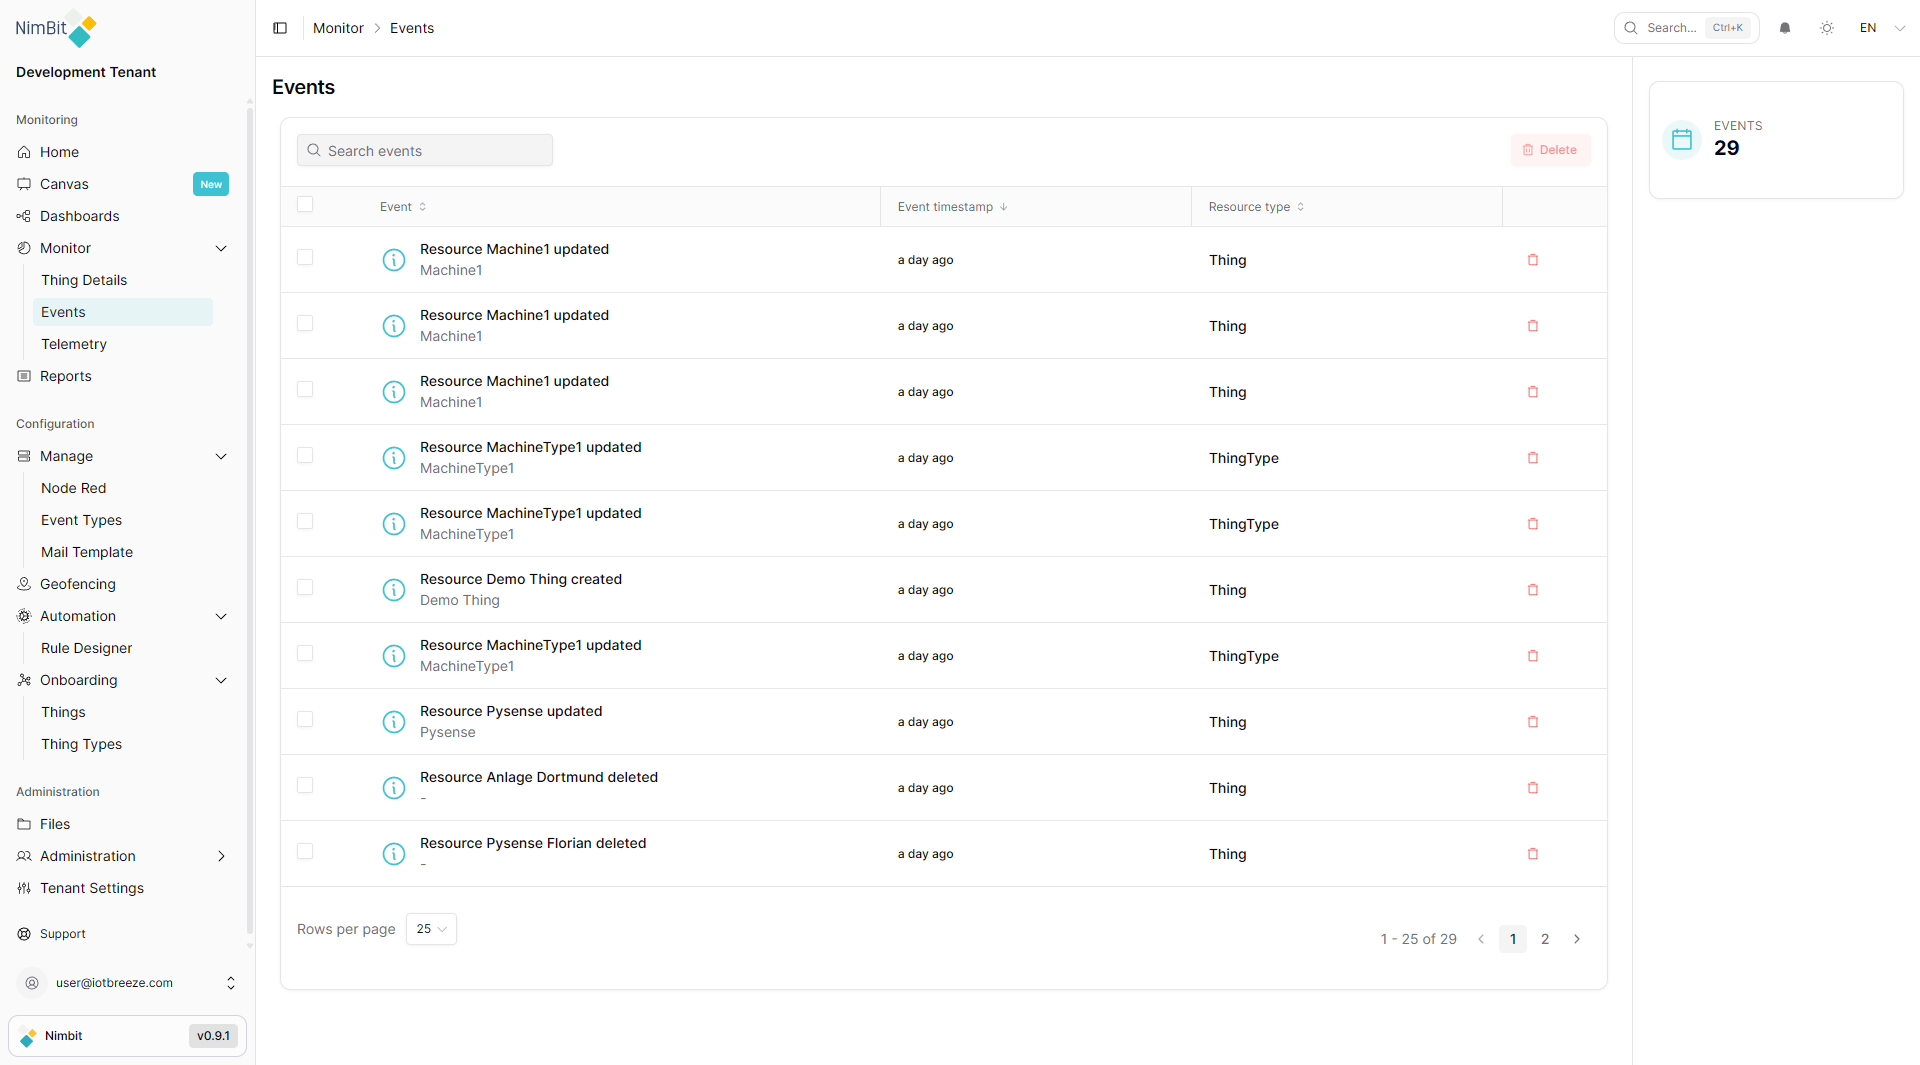 NimBit
Development Tenant
Monitoring
Home
Canvas
New
Dashboards
Monitor
Thing Details
Events
Telemetry
Reports
Configuration
Manage
Node Red
Event Types
Mail Template
Geofencing
Automation
Rule Designer
Onboarding
Things
Thing Types
Administration
Files
Administration
Tenant Settings
Support
user@iotbreeze.com
Nimbit
v0.9.1
Monitor
Events
Search...
Ctrl+K
EN
Events
Search events
Delete
Event
Event timestamp
Resource type
Resource Machine1 updated
Machine1
a day ago
Thing
Resource Machine1 updated
Machine1
a day ago
Thing
Resource Machine1 updated
Machine1
a day ago
Thing
Resource MachineType1 updated
MachineType1
a day ago
ThingType
Resource MachineType1 updated
MachineType1
a day ago
ThingType
Resource Demo Thing created
Demo Thing
a day ago
Thing
Resource MachineType1 updated
MachineType1
a day ago
ThingType
Resource Pysense updated
Pysense
a day ago
Thing
Resource Anlage Dortmund deleted
-
a day ago
Thing
Resource Pysense Florian deleted
-
a day ago
Thing
Rows per page
25
1 - 25 of 29
1
2
EVENTS
29